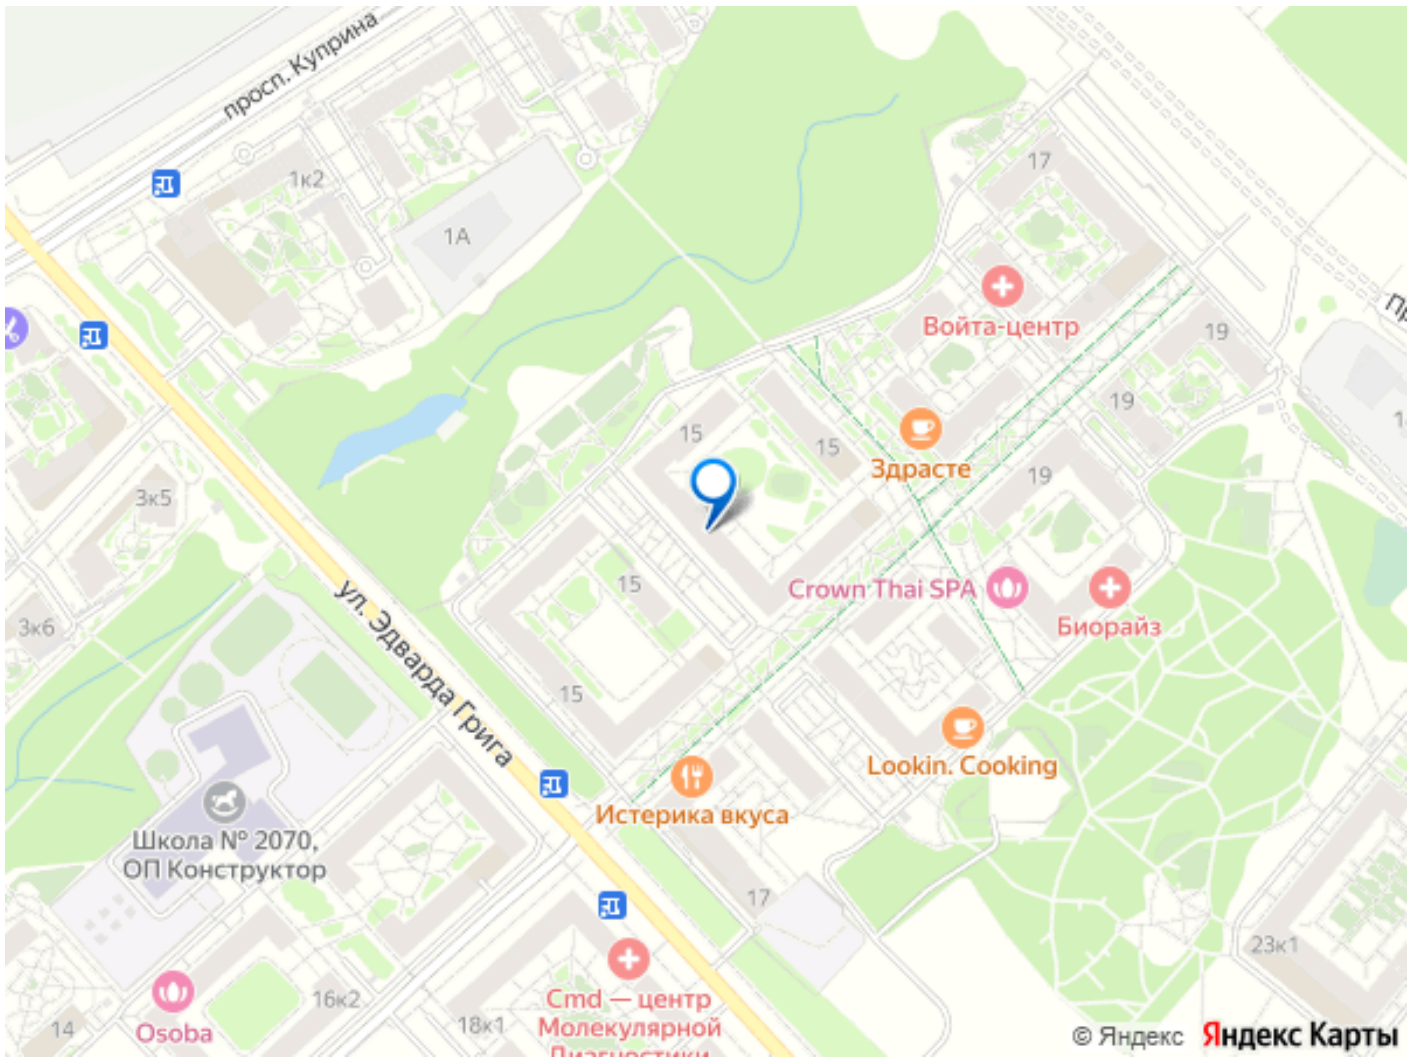 просп. Куприна
1к2
1А
17
Войта-центр
19
19
15
15
Здрасте
19
3к5
15
Crown Thai SPA
Биорайз
3к6
ул. Эдварда Грига
15
Lookin. Cooking
Истерика вкуса
Школа № 2070,
ОП Конструктор
17
23к1
16к2
Cmd — центр
Молекулярной
Диагностики
18к1
14
Osoba
© Яндекс Яндекс Карты